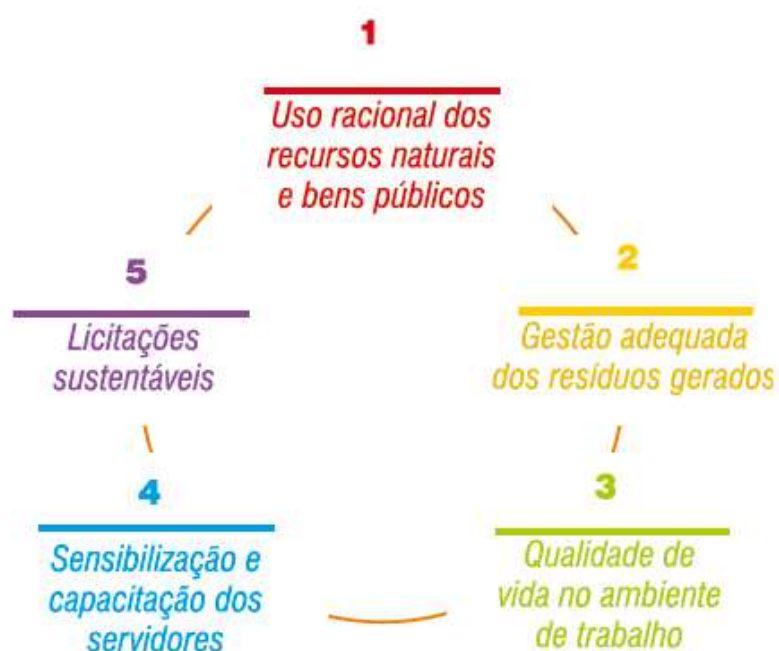 1
Uso racional dos
recursos naturais
e bens públicos
2
Gestão adequada
dos resíduos gerados
3
Qualidade de
vida no ambiente
de trabalho
4
Sensibilização e
capacitação dos
servidores
5
Licitações
sustentáveis